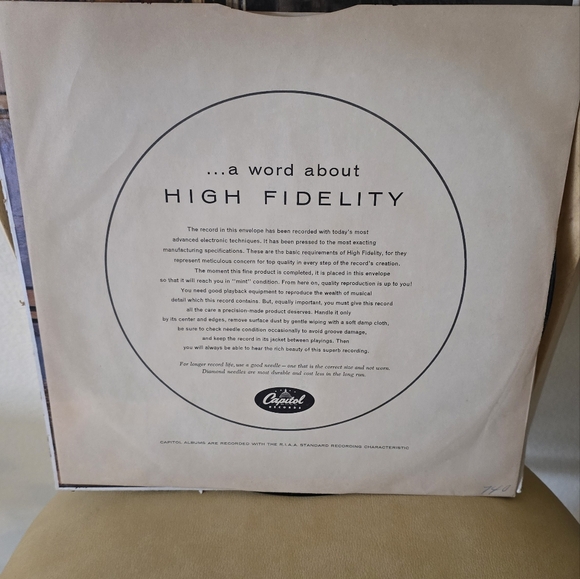 ...a word about
HIGH FIDELITY
The record in this envelope has been recorded with today's most
advanced electronic techniques. It has been pressed to the most exacting
manufacturing specifications. These are the basic requirements of High Fidelity, for they
represent meticulous concern for top quality in every step of the record's creation.
The moment this fine product is completed, it is placed in this envelope
so that it will reach you in "mint" condition. From here on, quality reproduction is up to you!
You need good playback equipment to reproduce the wealth of musical
detail which this record contains. But, equally important, you must give this record
all the care a precision-made product deserves. Handle it only
by its center and edges, remove surface dust by gentle wiping with a soft damp cloth,
be sure to check needle condition occasionally to avoid groove damage,
and keep the record in its jacket between playings. Then
you will always be able to hear the rich beauty of this superb recording.
For longer record life, use a good needle—one that is the correct size and not worn.
Diamond needles are most durable and cost less in the long run.
Capitol
RECORDS
CAPITOL ALBUMS ARE RECORDED WITH THE R.I.A.A. STANDARD RECORDING CHARACTERISTIC